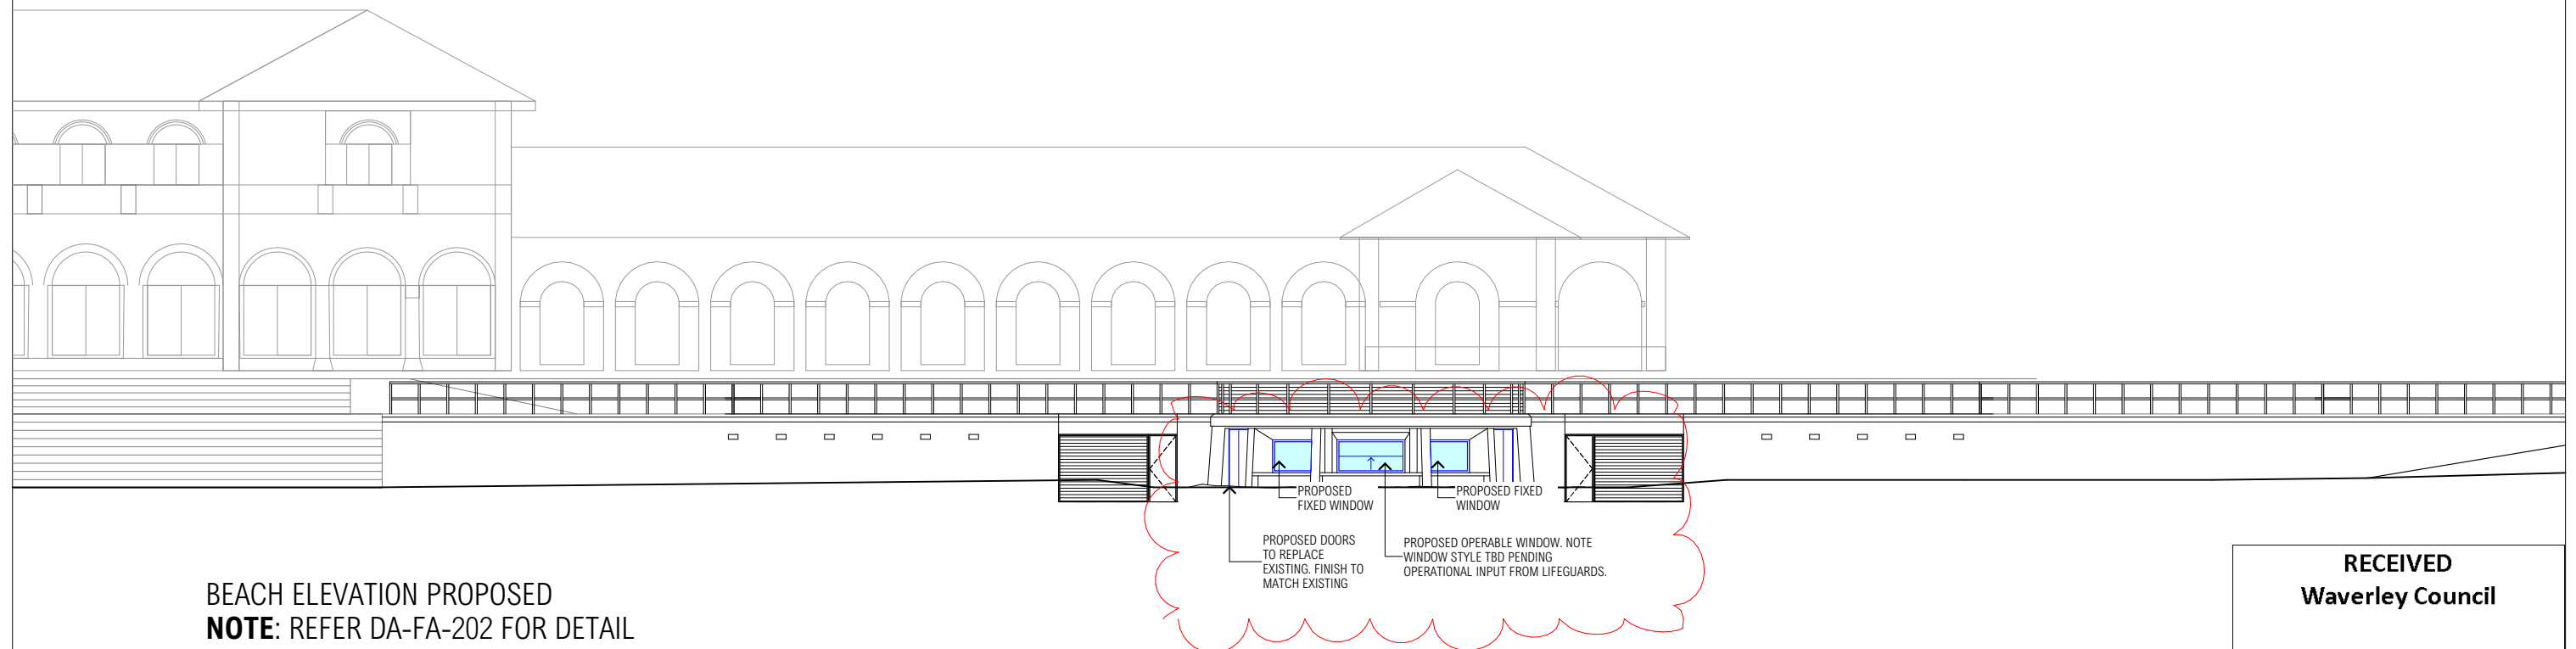 PROPOSED
FIXED WINDOW
PROPOSED FIXED
WINDOW
PROPOSED DOORS
TO REPLACE
EXISTING. FINISH TO
MATCH EXISTING
PROPOSED OPERABLE WINDOW. NOTE
WINDOW STYLE TBD PENDING
OPERATIONAL INPUT FROM LIFEGUARDS.
BEACH ELEVATION PROPOSED
NOTE: REFER DA-FA-202 FOR DETAIL
RECEIVED
Waverley Council